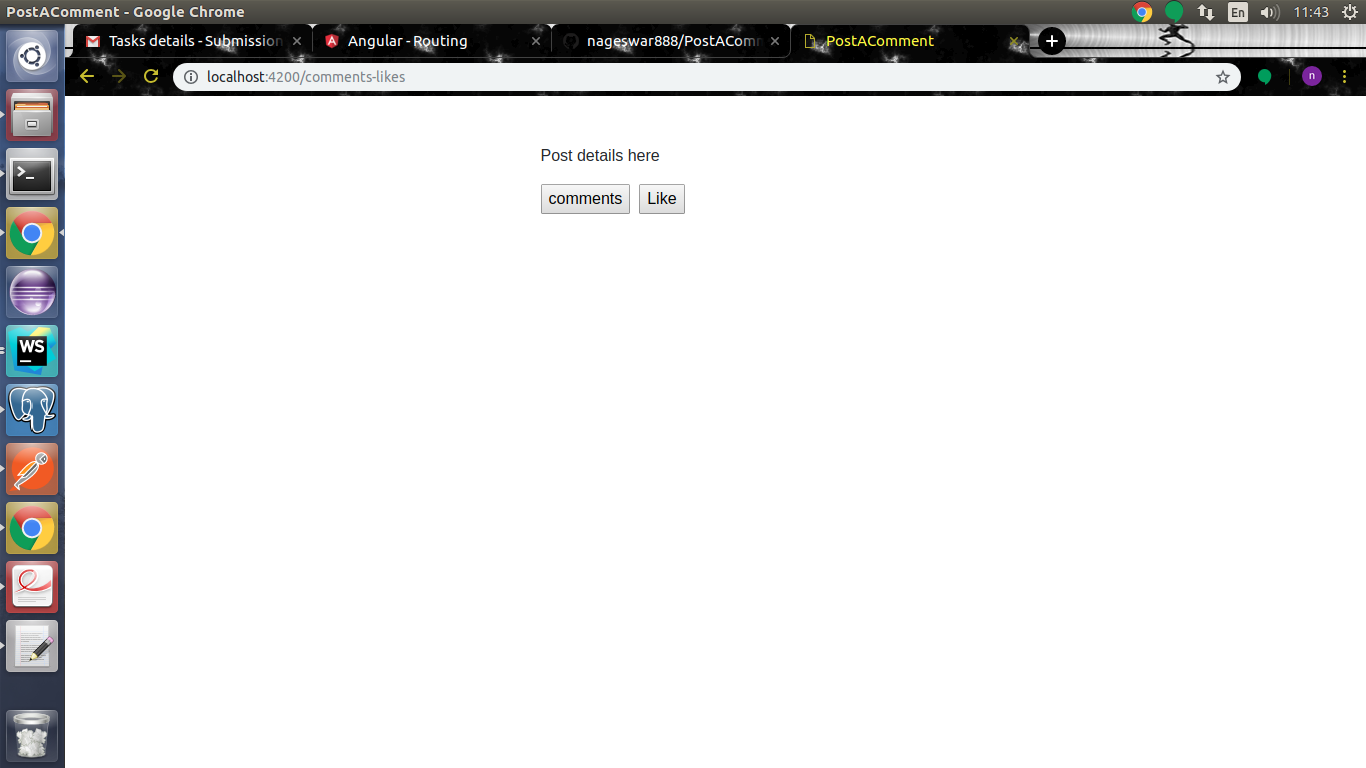 PostAComment - Google Chrome
En
11:43
Tasks details - Submission
Angular - Routing
nageswar888/PostAComm
PostAComment
localhost:4200/comments-likes
n
Post details here
comments Like
WS